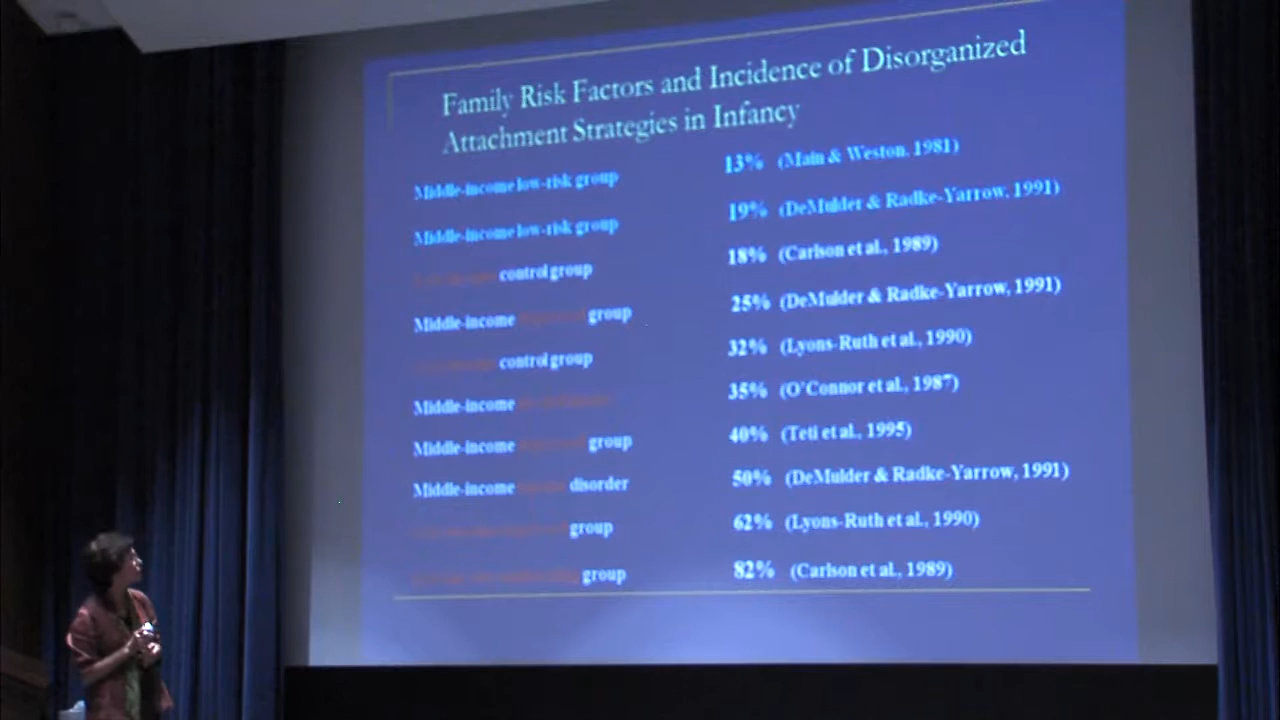 Family Risk Factors and Incidence of Disorganized
Attachment Strategies in Infancy
Middle-income low-risk group 13% (Main & Weston, 1981)
Middle-income low-risk group 19% (DeMulder & Radke-Yarrow, 1991)
control group 18% (Carlson et al., 1989)
Middle-income group 25% (DeMulder & Radke-Yarrow, 1991)
control group 32% (Lyons-Ruth et al., 1990)
Middle-income 35% (O'Connor et al., 1987)
Middle-income group 40% (Teti et al., 1995)
Middle-income disorder 50% (DeMulder & Radke-Yarrow, 1991)
group 62% (Lyons-Ruth et al., 1990)
group 82% (Carlson et al., 1989)